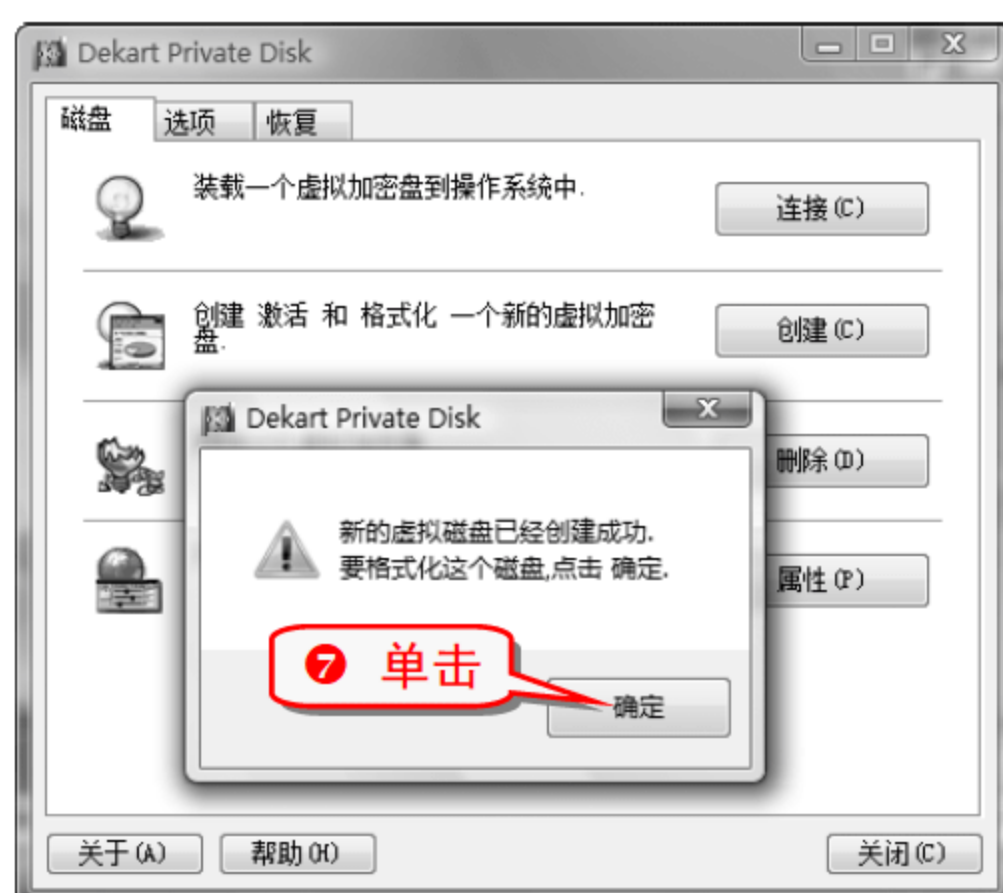 Dekart Private Disk
磁盘
选项
恢复
装载一个虚拟加密盘到操作系统中.
连接(C)
创建 激活 和 格式化 一个新的虚拟加密
盘.
创建(C)
Dekart Private Disk
删除(D)
新的虚拟磁盘已经创建成功.
要格式化这个磁盘,点击 确定.
属性(P)
❼ 单击
确定
关于(A)
帮助(H)
关闭(C)